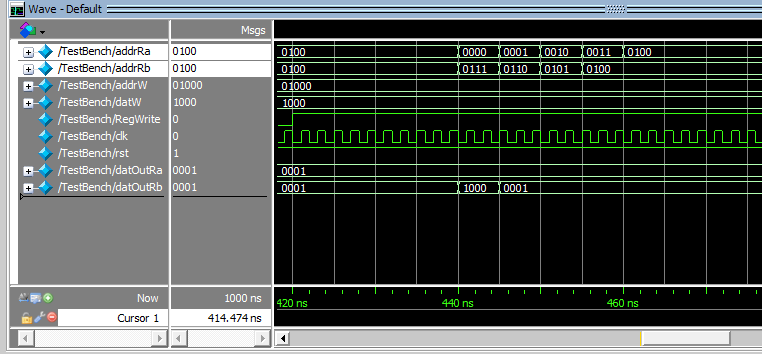 Wave - Default
Msgs
/TestBench/addrRa 0100 0100 0000 0001 0010 0011 0100
/TestBench/addrRb 0100 0100 0111 0110 0101 0100
/TestBench/addrW 01000 01000
/TestBench/datW 1000 1000
/TestBench/RegWrite 0
/TestBench/clk 0
/TestBench/rst 1
/TestBench/datOutRa 0001 0001
/TestBench/datOutRb 0001 0001 1000 0001
Now 1000 ns 420 ns 440 ns 460 ns
Cursor 1 414.474 ns